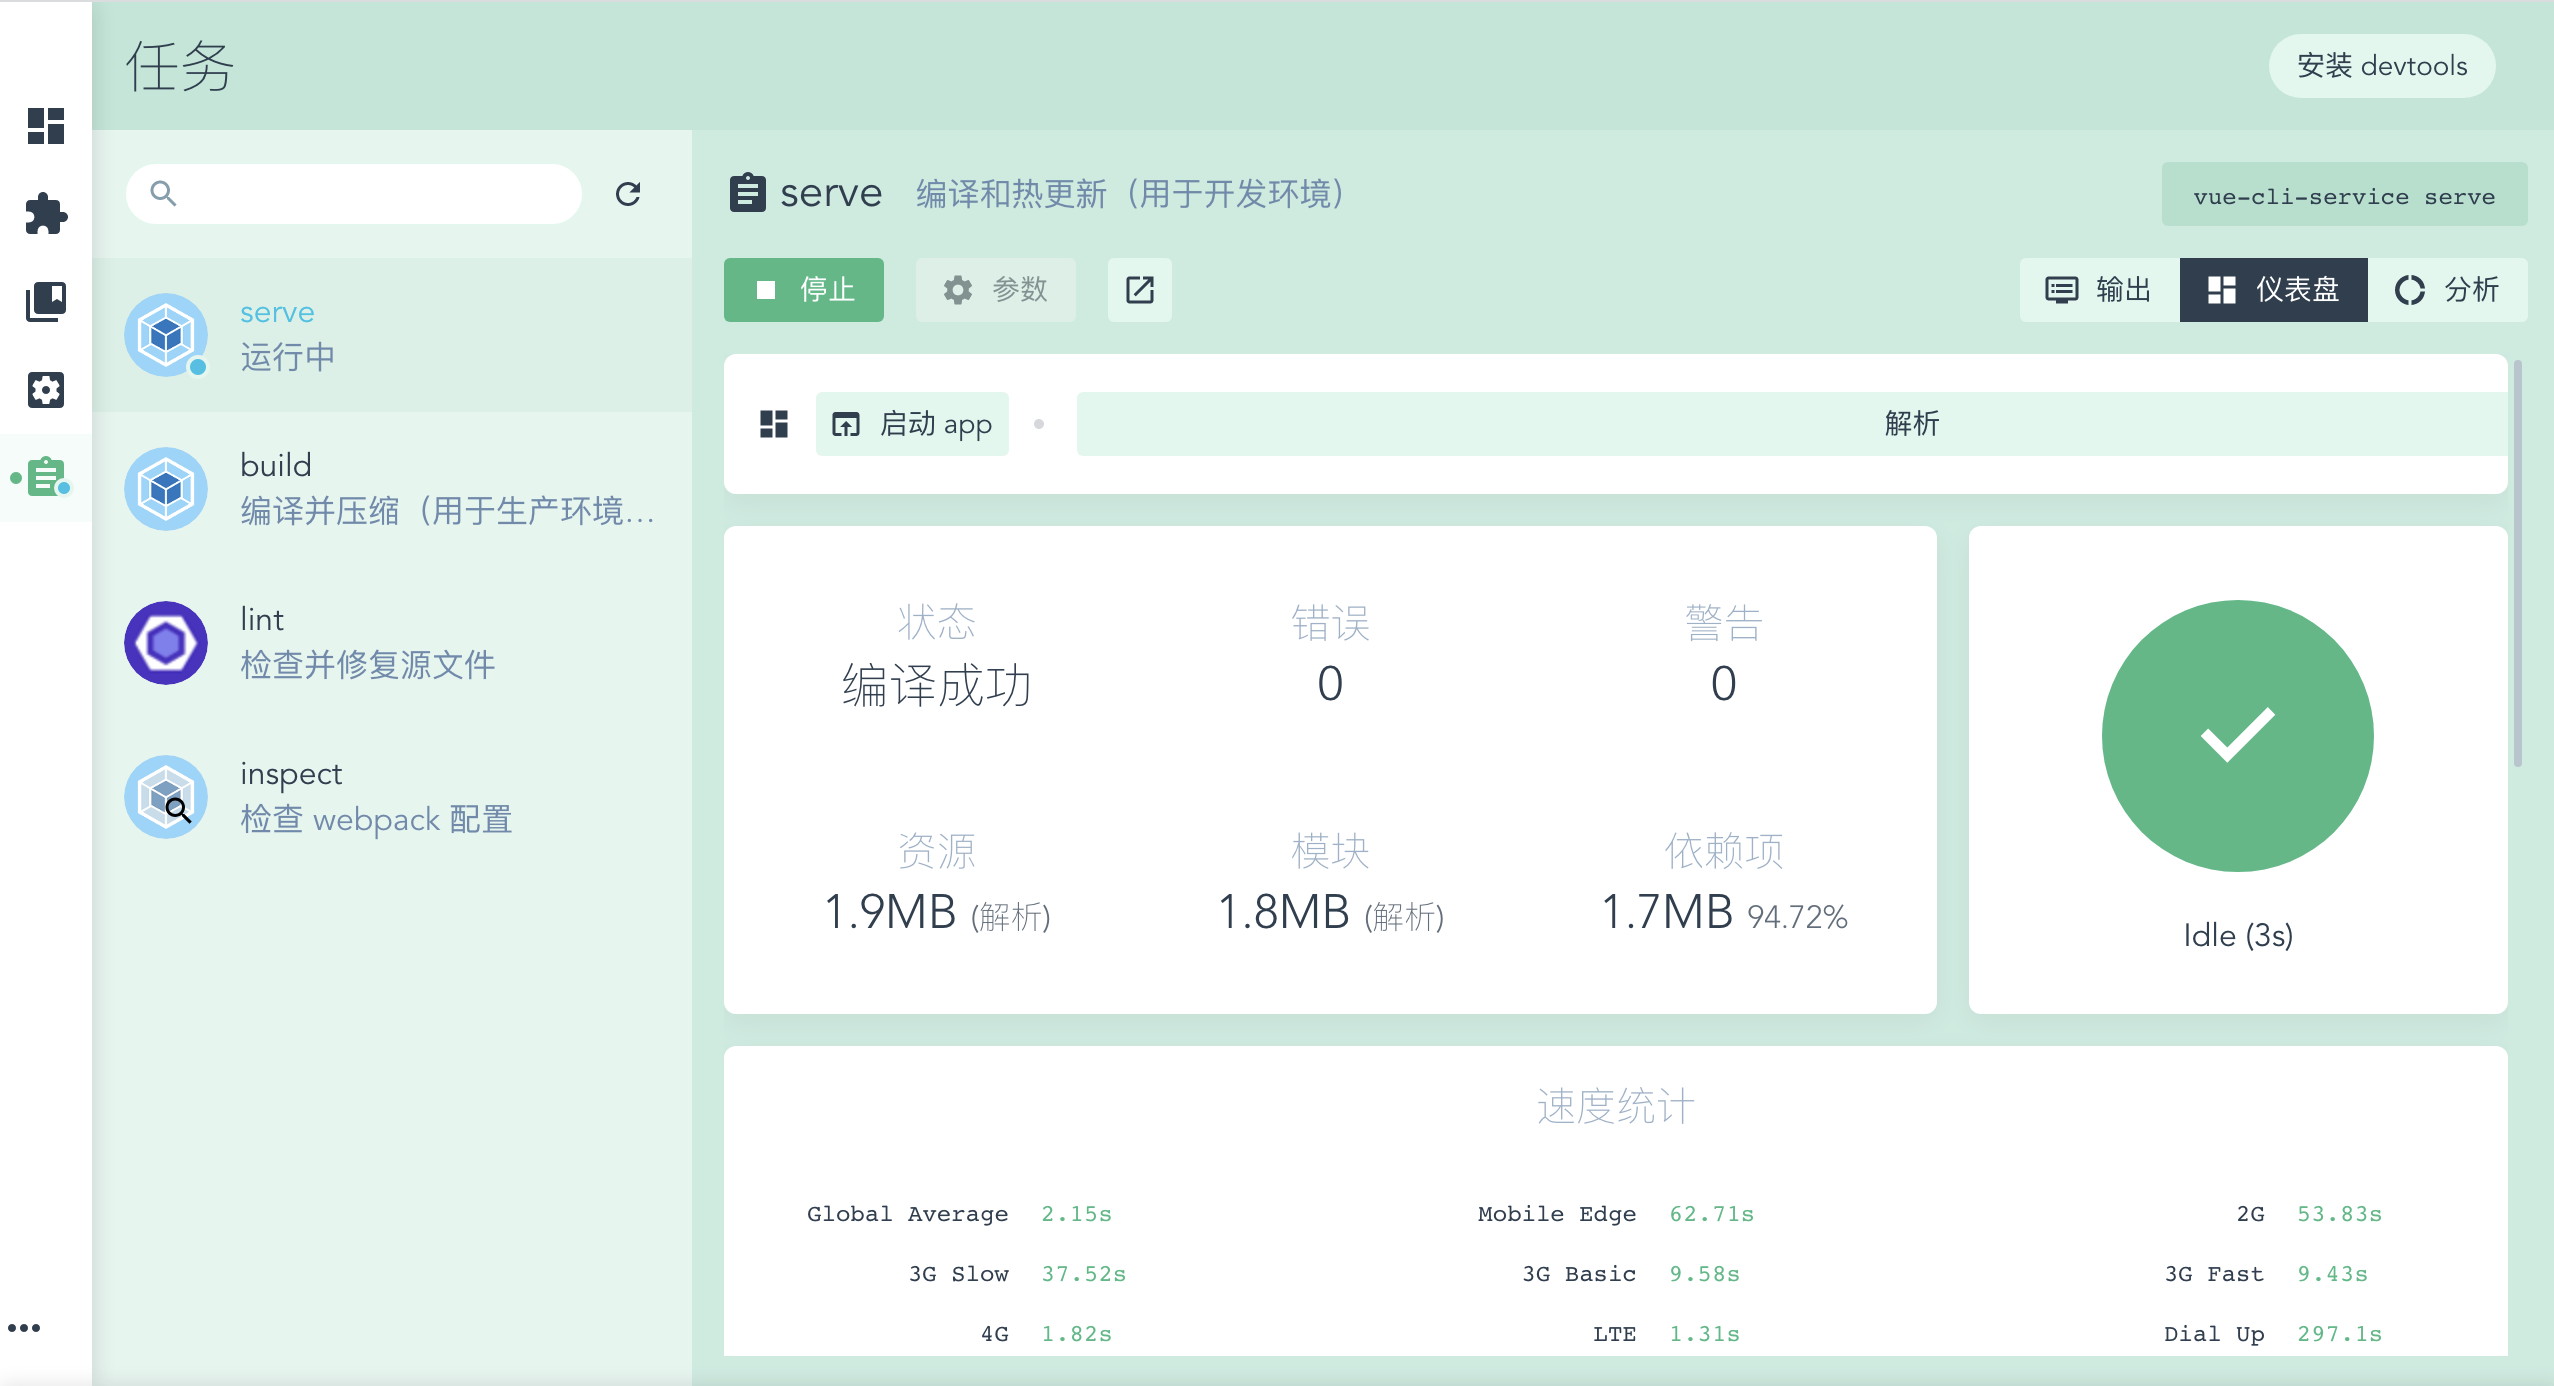 任务
安装 devtools
serve
运行中
build
编译并压缩（用于生产环境…
lint
检查并修复源文件
inspect
检查 webpack 配置
serve 编译和热更新（用于开发环境）
vue-cli-service serve
停止 参数
输出 仪表盘 分析
启动 app 解析
状态 错误 警告
编译成功 0 0
资源 模块 依赖项
1.9MB (解析) 1.8MB (解析) 1.7MB 94.72%
Idle (3s)
速度统计
Global Average 2.15s Mobile Edge 62.71s 2G 53.83s
3G Slow 37.52s 3G Basic 9.58s 3G Fast 9.43s
4G 1.82s LTE 1.31s Dial Up 297.1s